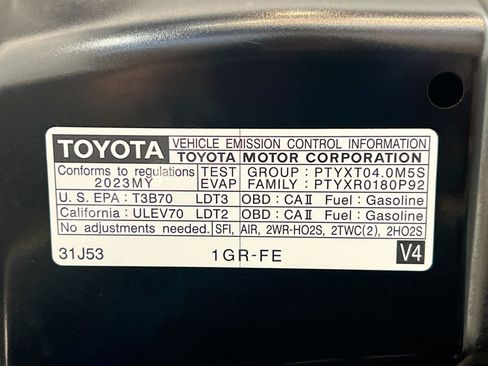 TOYOTA VEHICLE EMISSION CONTROL INFORMATION
TOYOTA MOTOR CORPORATION
Conforms to regulations TEST GROUP : PTYXT04.0M5S
2023MY EVAP FAMILY : PTYXR0180P92
U.S. EPA : T3B70 LDT3 OBD : CAⅡ Fuel : Gasoline
California : ULEV70 LDT2 OBD : CAⅡ Fuel : Gasoline
No adjustments needed. SFI, AIR, 2WR-HO2S, 2TWC(2), 2HO2S
31J53 1GR-FE V4